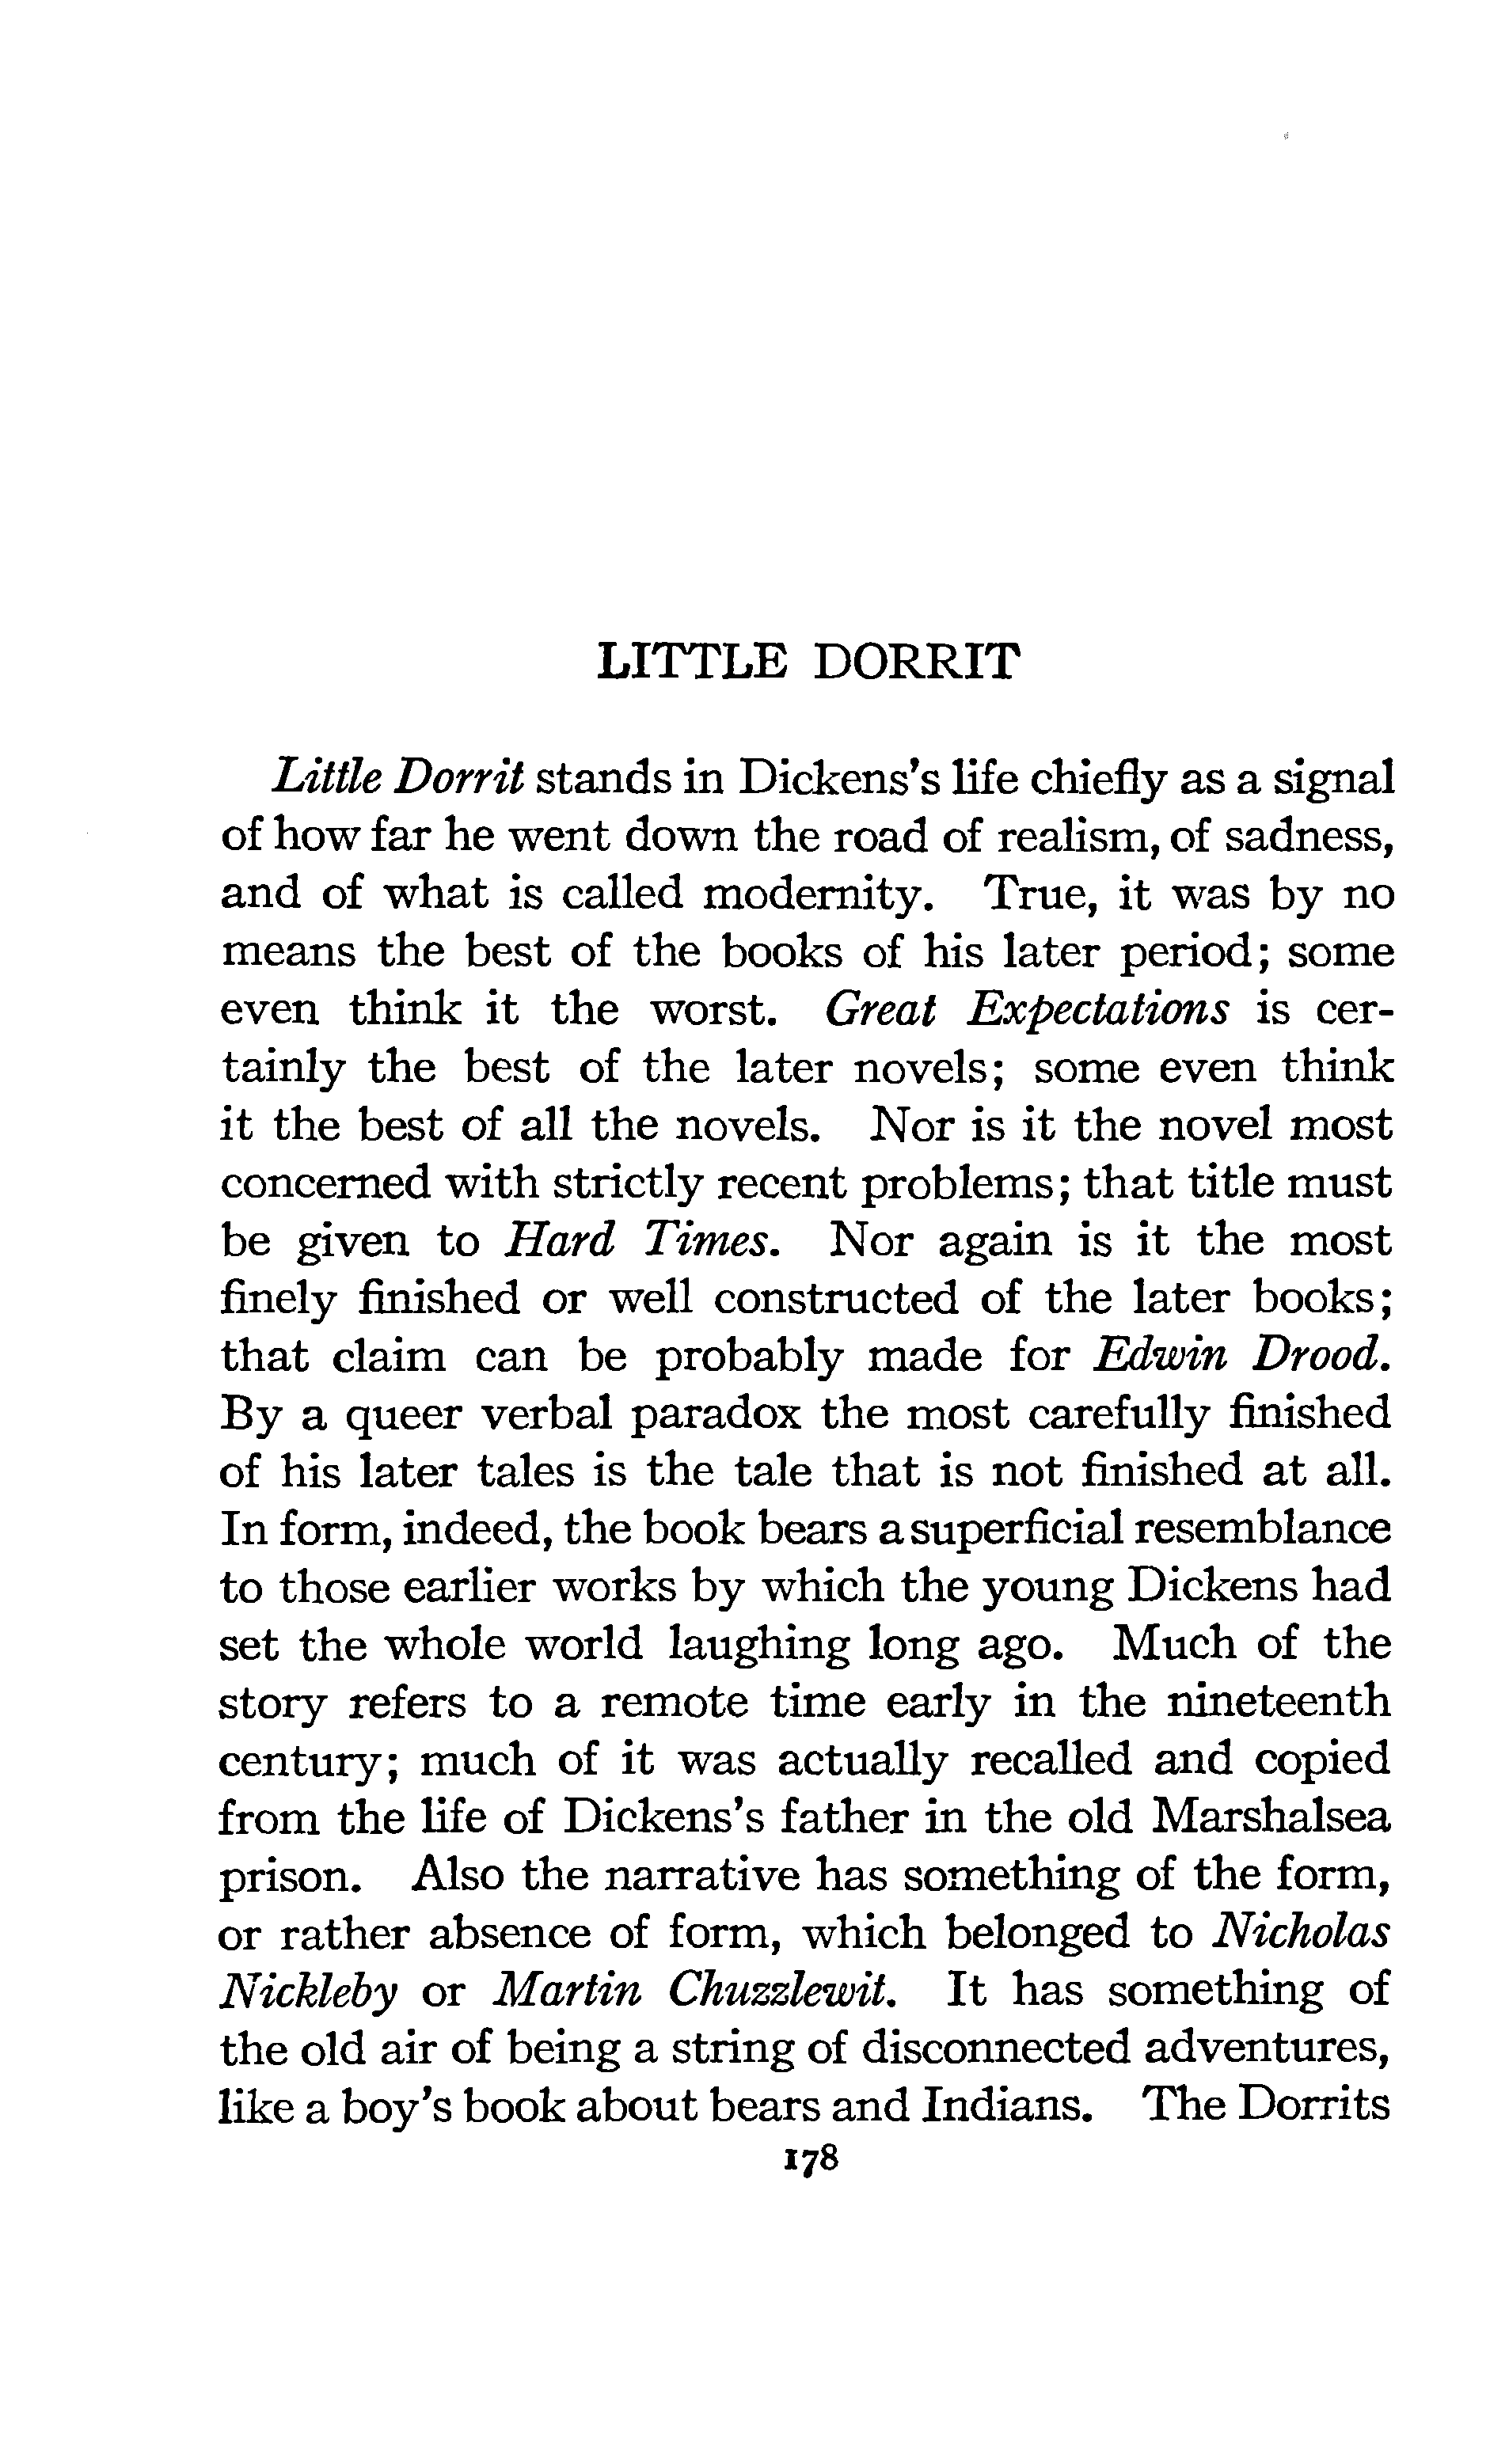 LITTLE DORRIT
Little Dorrit stands in Dickens's life chiefly as a signal
of how far he went down the road of realism, of sadness,
and of what is called modernity. True, it was by no
means the best of the books of his later period; some
even think it the worst. Great Expectations is cer-
tainly the best of the later novels; some even think
it the best of all the novels. Nor is it the novel most
concerned with strictly recent problems; that title must
be given to Hard Times. Nor again is it the most
finely finished or well constructed of the later books;
that claim can be probably made for Edwin Drood.
By a queer verbal paradox the most carefully finished
of his later tales is the tale that is not finished at all.
In form, indeed, the book bears a superficial resemblance
to those earlier works by which the young Dickens had
set the whole world laughing long ago. Much of the
story refers to a remote time early in the nineteenth
century; much of it was actually recalled and copied
from the life of Dickens's father in the old Marshalsea
prison. Also the narrative has something of the form,
or rather absence of form, which belonged to Nicholas
Nickleby or Martin Chuzzlewit. It has something of
the old air of being a string of disconnected adventures,
like a boy's book about bears and Indians. The Dorrits
178